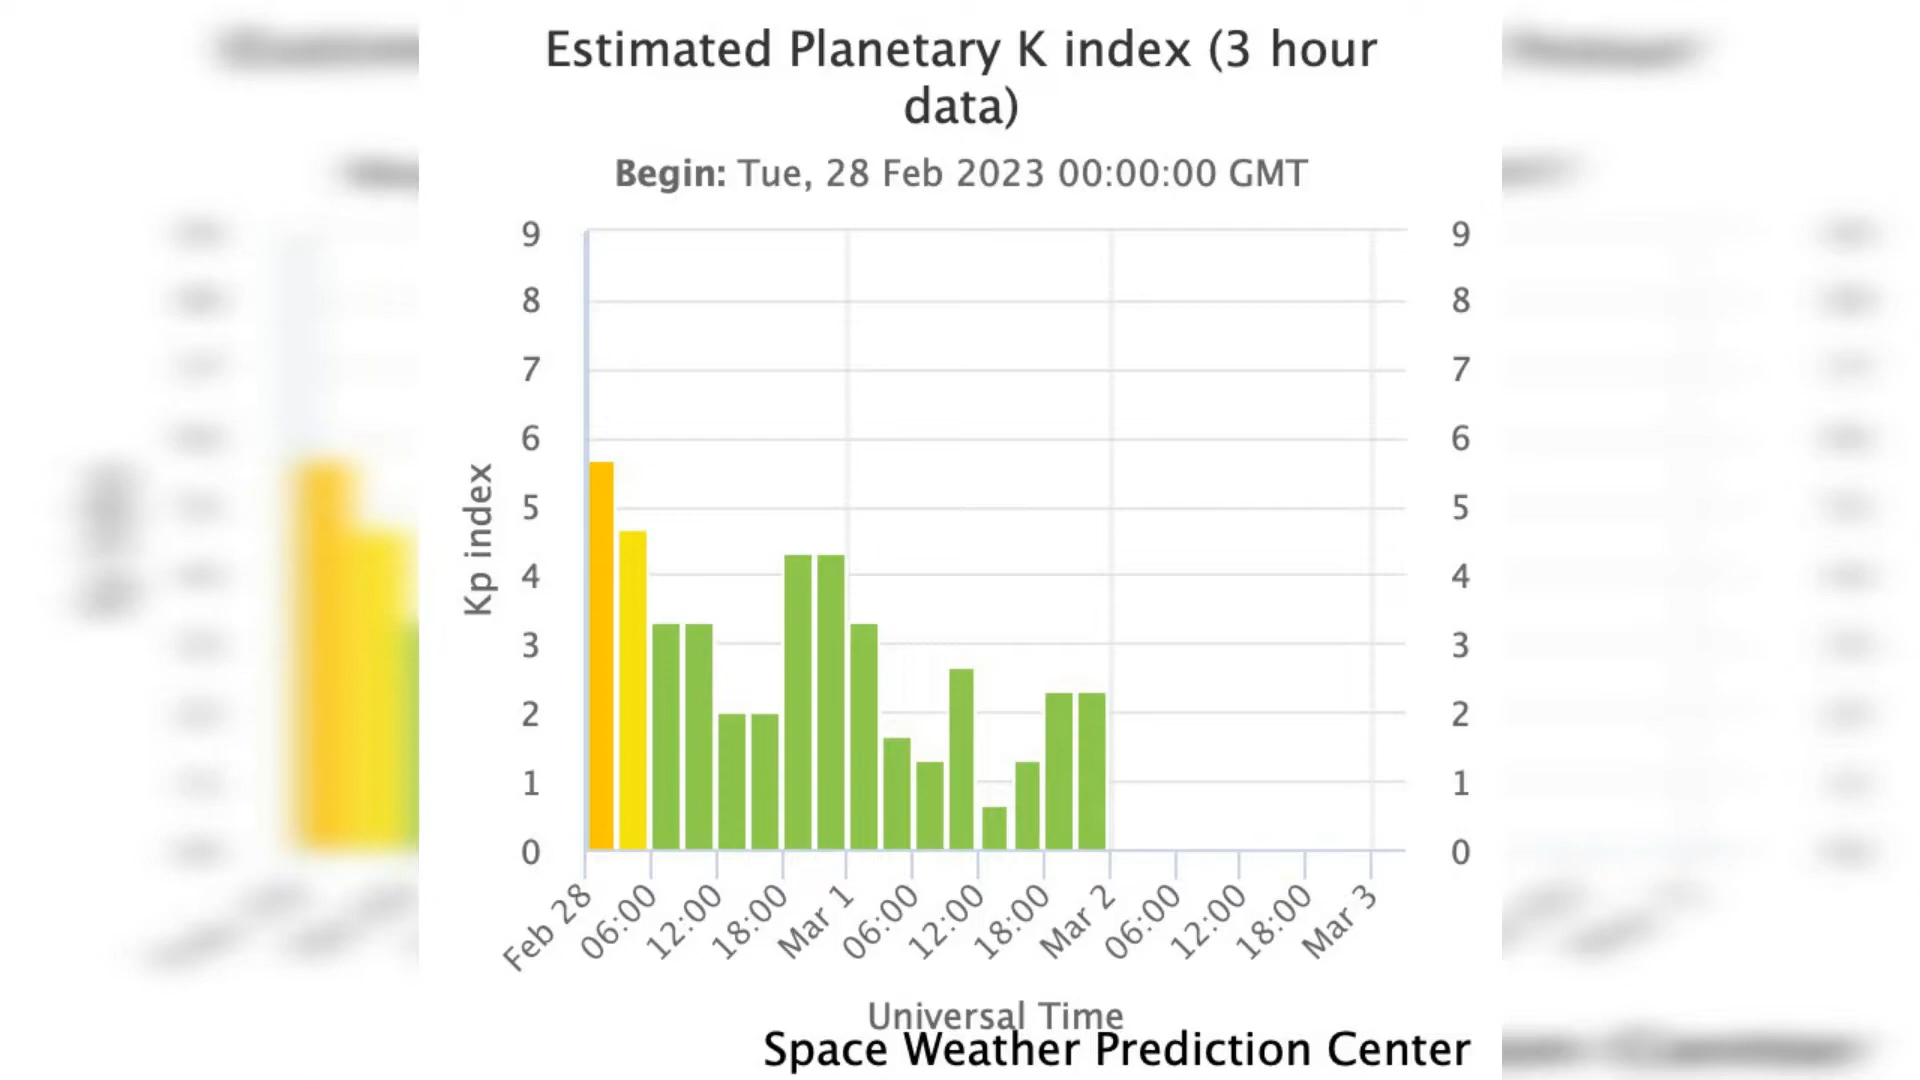 Estimated Planetary K index (3 hour
data)
Begin: Tue, 28 Feb 2023 00:00:00 GMT
9 9
8 8
7 7
6 6
5 5
4 4
3 3
2 2
1 1
0 0
Kp index
Feb 28 06:00 12:00 18:00 Mar 1 06:00 12:00 18:00 Mar 2 06:00 12:00 18:00 Mar 3
Universal Time
Space Weather Prediction Center